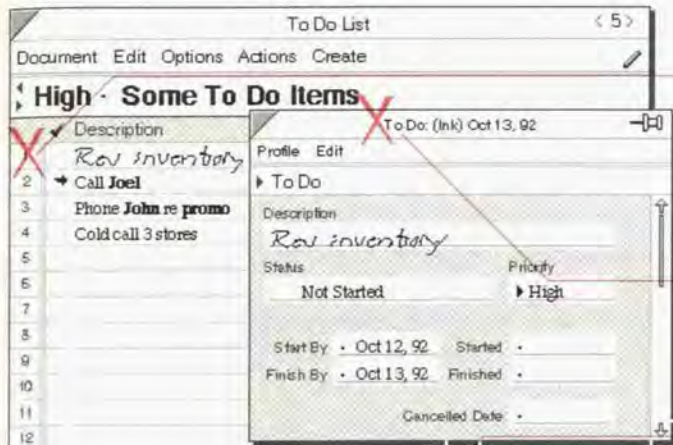 To Do List < 5 >
Document Edit Options Actions Create
High · Some To Do Items
✔ Description
Rev inventory
2 ➔ Call Joel
3 Phone John re promo
4 Cold call 3 stores
5
6
7
8
9
10
11
12
To Do: (Ink) Oct 13, 92
Profile Edit
To Do
Description
Rev inventory
Status Priority
Not Started High
Start By · Oct 12, 92 Started ·
Finish By · Oct 13, 92 Finished ·
Cancelled Date ·